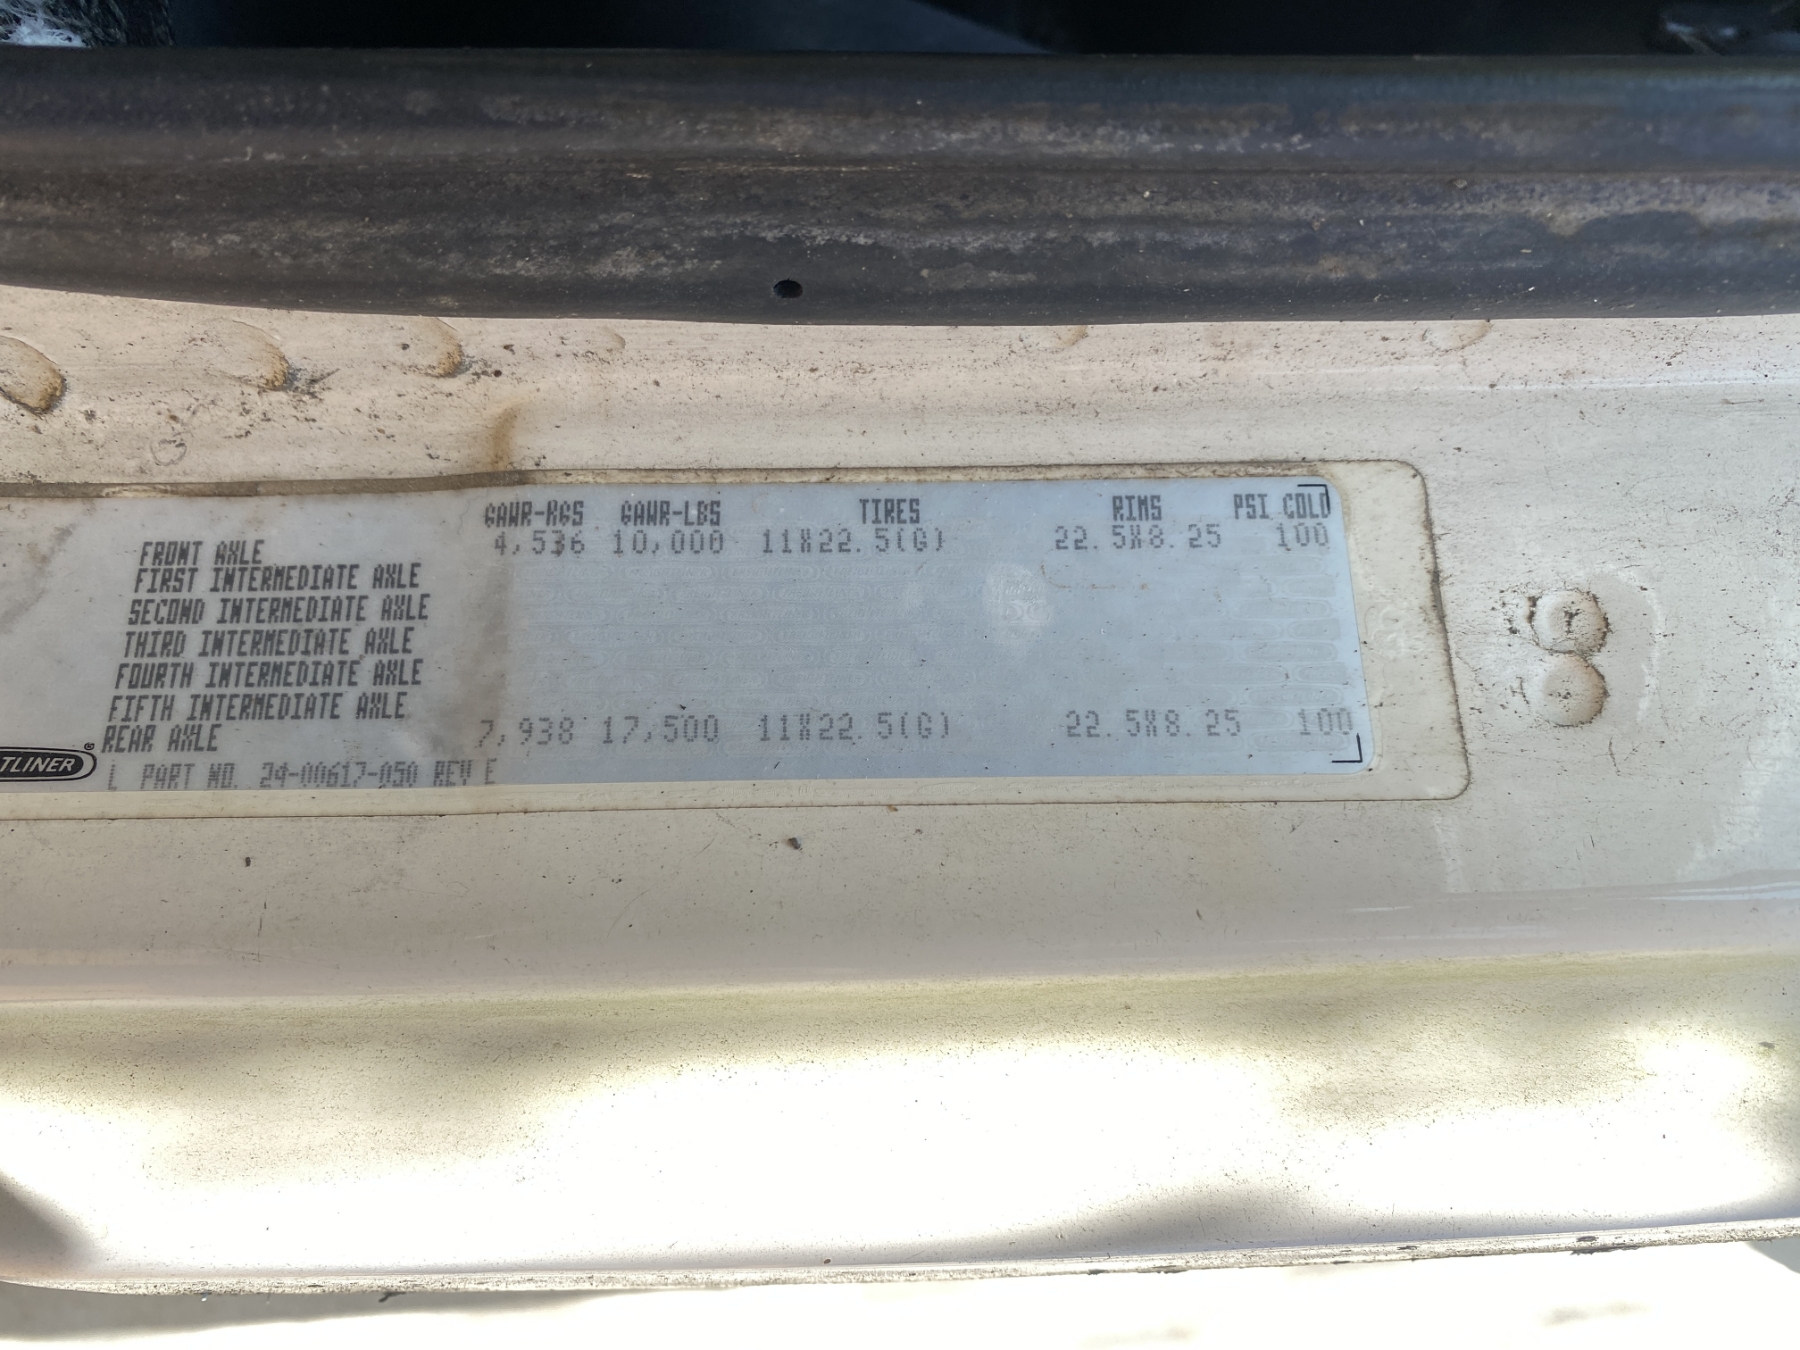 GAWR-KGS GAWR-LBS TIRES RIMS PSI COLD
FRONT AXLE 4,536 10,000 11X22.5(G) 22.5X8.25 100
FIRST INTERMEDIATE AXLE
SECOND INTERMEDIATE AXLE
THIRD INTERMEDIATE AXLE
FOURTH INTERMEDIATE AXLE
FIFTH INTERMEDIATE AXLE
REAR AXLE 7,938 17,500 11X22.5(G) 22.5X8.25 100
TLINER®
L PART NO. 24-00617-050 REV E